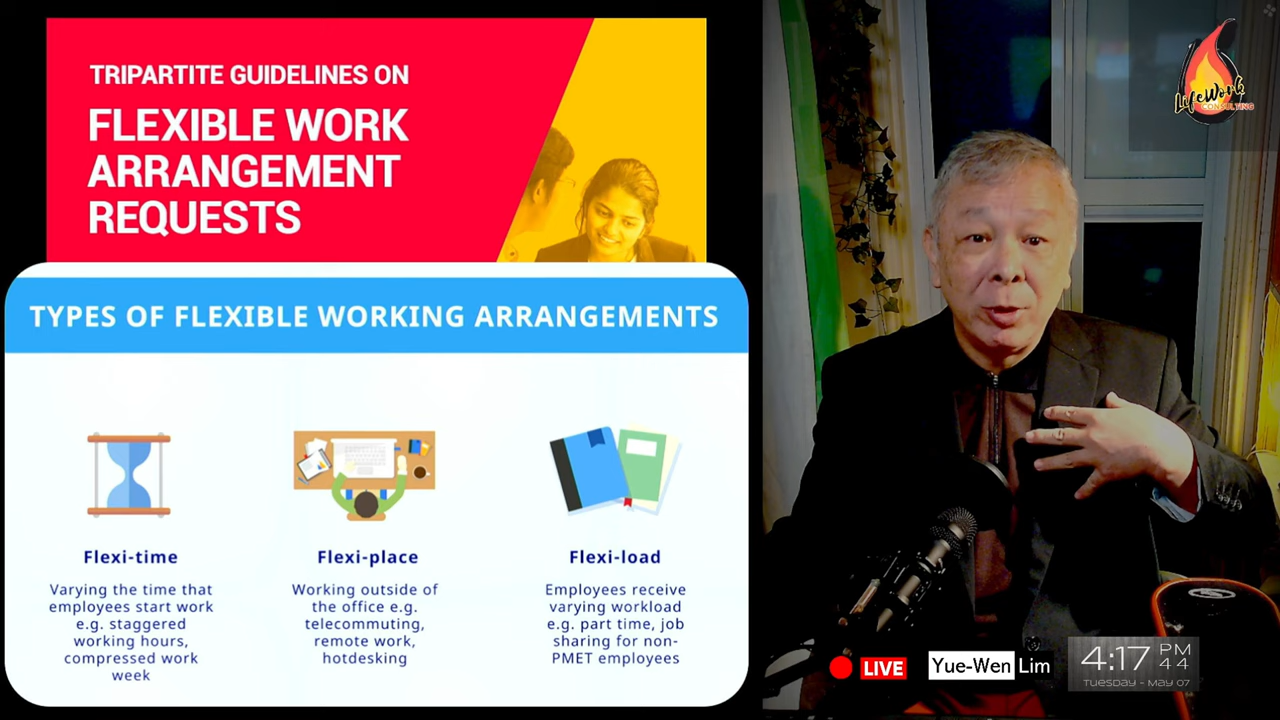 TRIPARTITE GUIDELINES ON
FLEXIBLE WORK
ARRANGEMENT
REQUESTS
TYPES OF FLEXIBLE WORKING ARRANGEMENTS
Flexi-time
Varying the time that
employees start work
e.g. staggered
working hours,
compressed work
week
Flexi-place
Working outside of
the office e.g.
telecommuting,
remote work,
hotdesking
Flexi-load
Employees receive
varying workload
e.g. part time, job
sharing for non-
PMET employees
LifeWork
CONSULTING
LIVE
Yue-Wen Lim
4:17 PM
44
TUESDAY - MAY 07